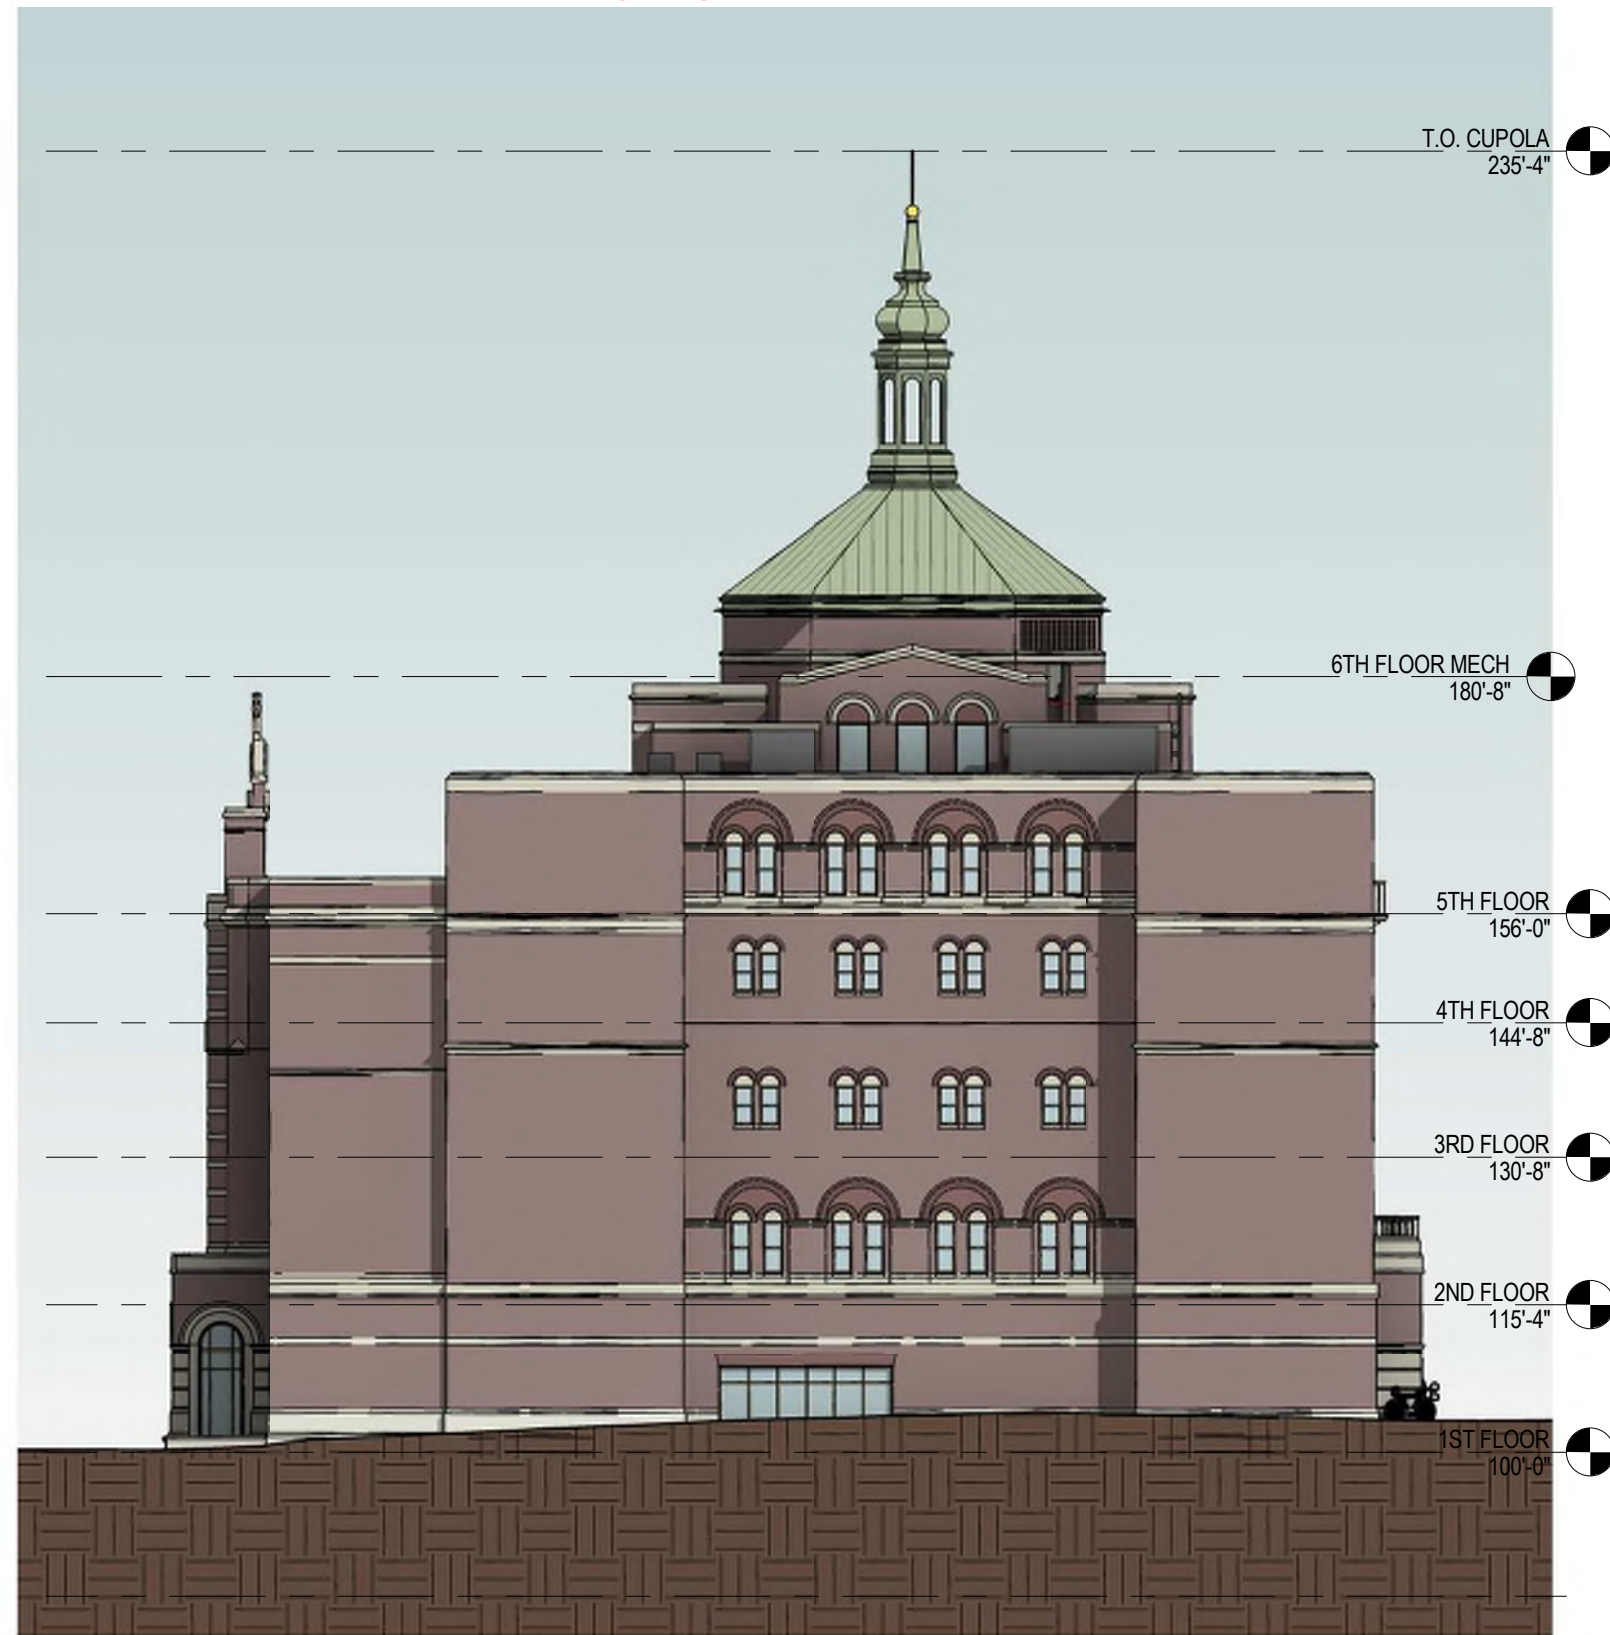 T.O. CUPOLA
235'-4"
6TH FLOOR MECH
180'-8"
5TH FLOOR
156'-0"
4TH FLOOR
144'-8"
3RD FLOOR
130'-8"
2ND FLOOR
115'-4"
1ST FLOOR
100'-0"